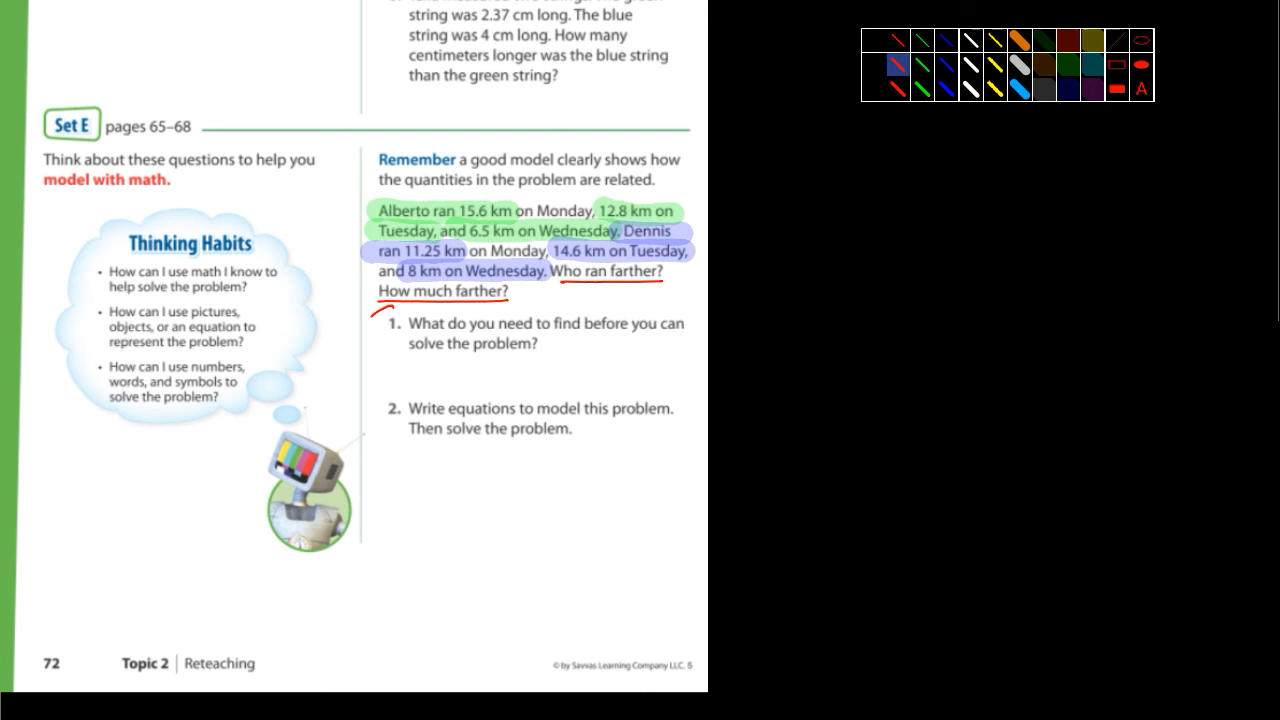 string was 2.37 cm long. The blue
string was 4 cm long. How many
centimeters longer was the blue string
than the green string?
Set E pages 65–68
Think about these questions to help you
model with math.
Thinking Habits
• How can I use math I know to
help solve the problem?
• How can I use pictures,
objects, or an equation to
represent the problem?
• How can I use numbers,
words, and symbols to
solve the problem?
Remember a good model clearly shows how
the quantities in the problem are related.
Alberto ran 15.6 km on Monday, 12.8 km on
Tuesday, and 6.5 km on Wednesday. Dennis
ran 11.25 km on Monday, 14.6 km on Tuesday,
and 8 km on Wednesday. Who ran farther?
How much farther?
1. What do you need to find before you can
solve the problem?
2. Write equations to model this problem.
Then solve the problem.
72 Topic 2 | Reteaching
© by Savvas Learning Company LLC. 5
A